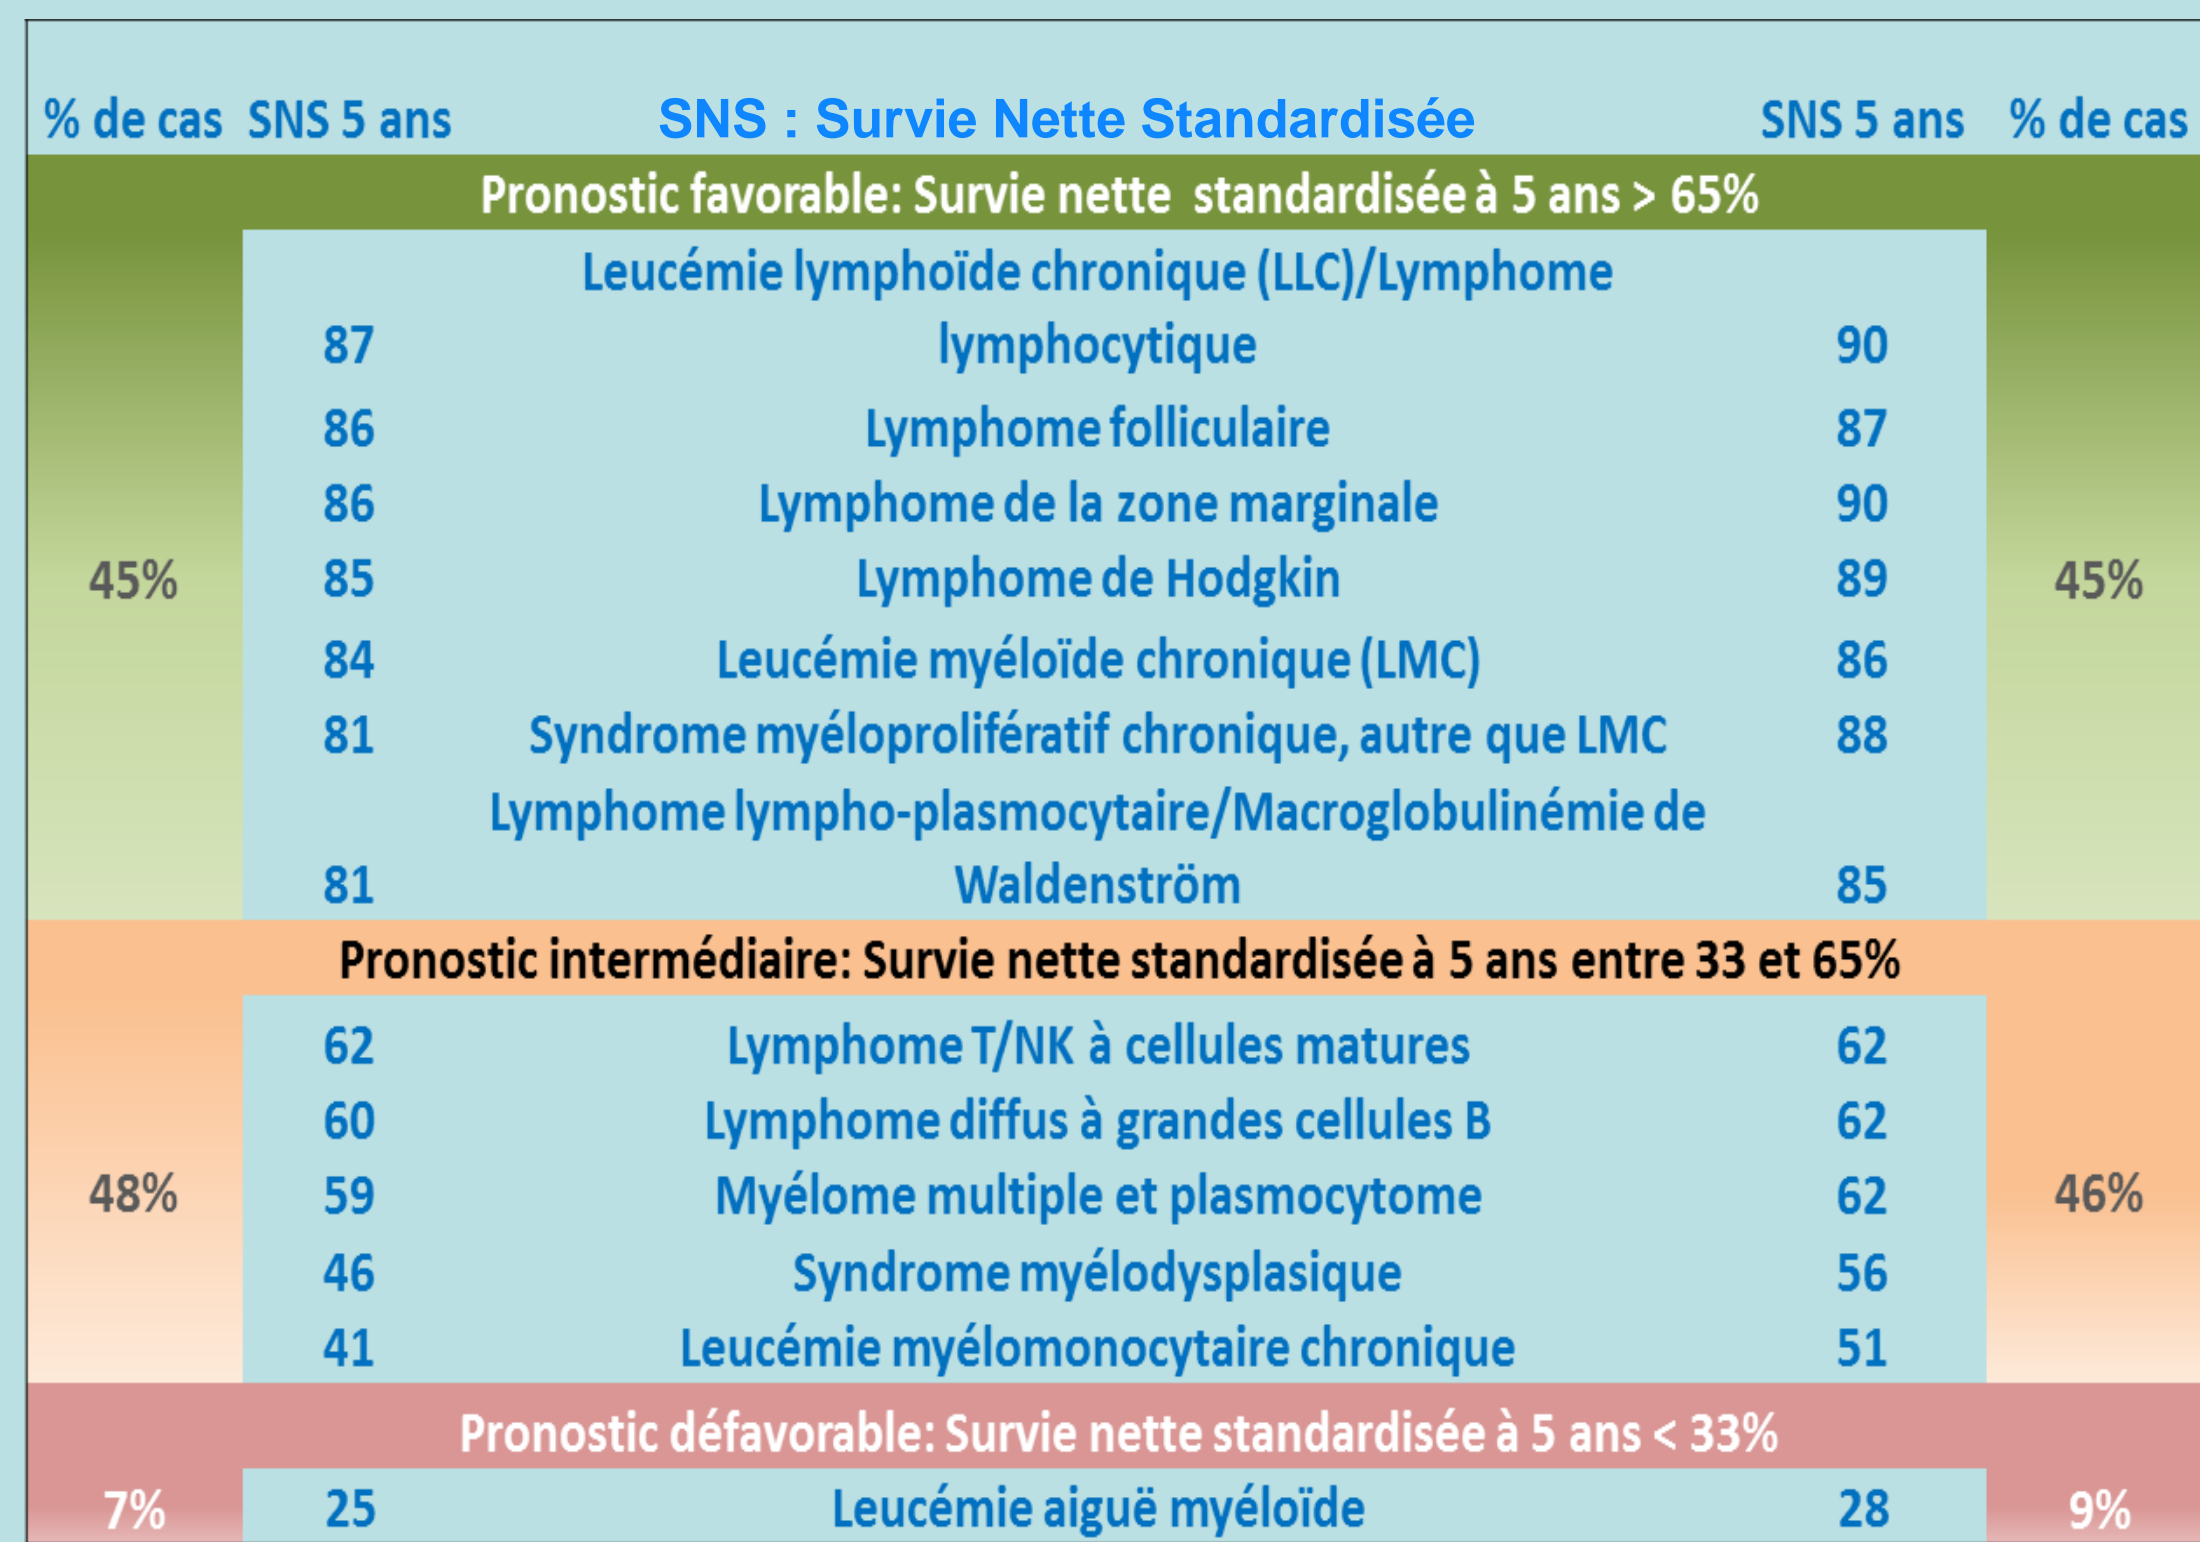 % de cas SNS 5 ans SNS : Survie Nette Standardisée SNS 5 ans % de cas
Pronostic favorable: Survie nette standardisée à 5 ans > 65%
Leucémie lymphoïde chronique (LLC)/Lymphome
87 lymphocytique 90
86 Lymphome folliculaire 87
86 Lymphome de la zone marginale 90
45% 85 Lymphome de Hodgkin 89 45%
84 Leucémie myéloïde chronique (LMC) 86
81 Syndrome myéloprolifératif chronique, autre que LMC 88
Lymphome lympho-plasmocytaire/Macroglobulinémie de
81 Waldenström 85
Pronostic intermédiaire: Survie nette standardisée à 5 ans entre 33 et 65%
62 Lymphome T/NK à cellules matures 62
60 Lymphome diffus à grandes cellules B 62
48% 59 Myélome multiple et plasmocytome 62 46%
46 Syndrome myélodysplasique 56
41 Leucémie myélomonocytaire chronique 51
Pronostic défavorable: Survie nette standardisée à 5 ans < 33%
7% 25 Leucémie aiguë myéloïde 28 9%